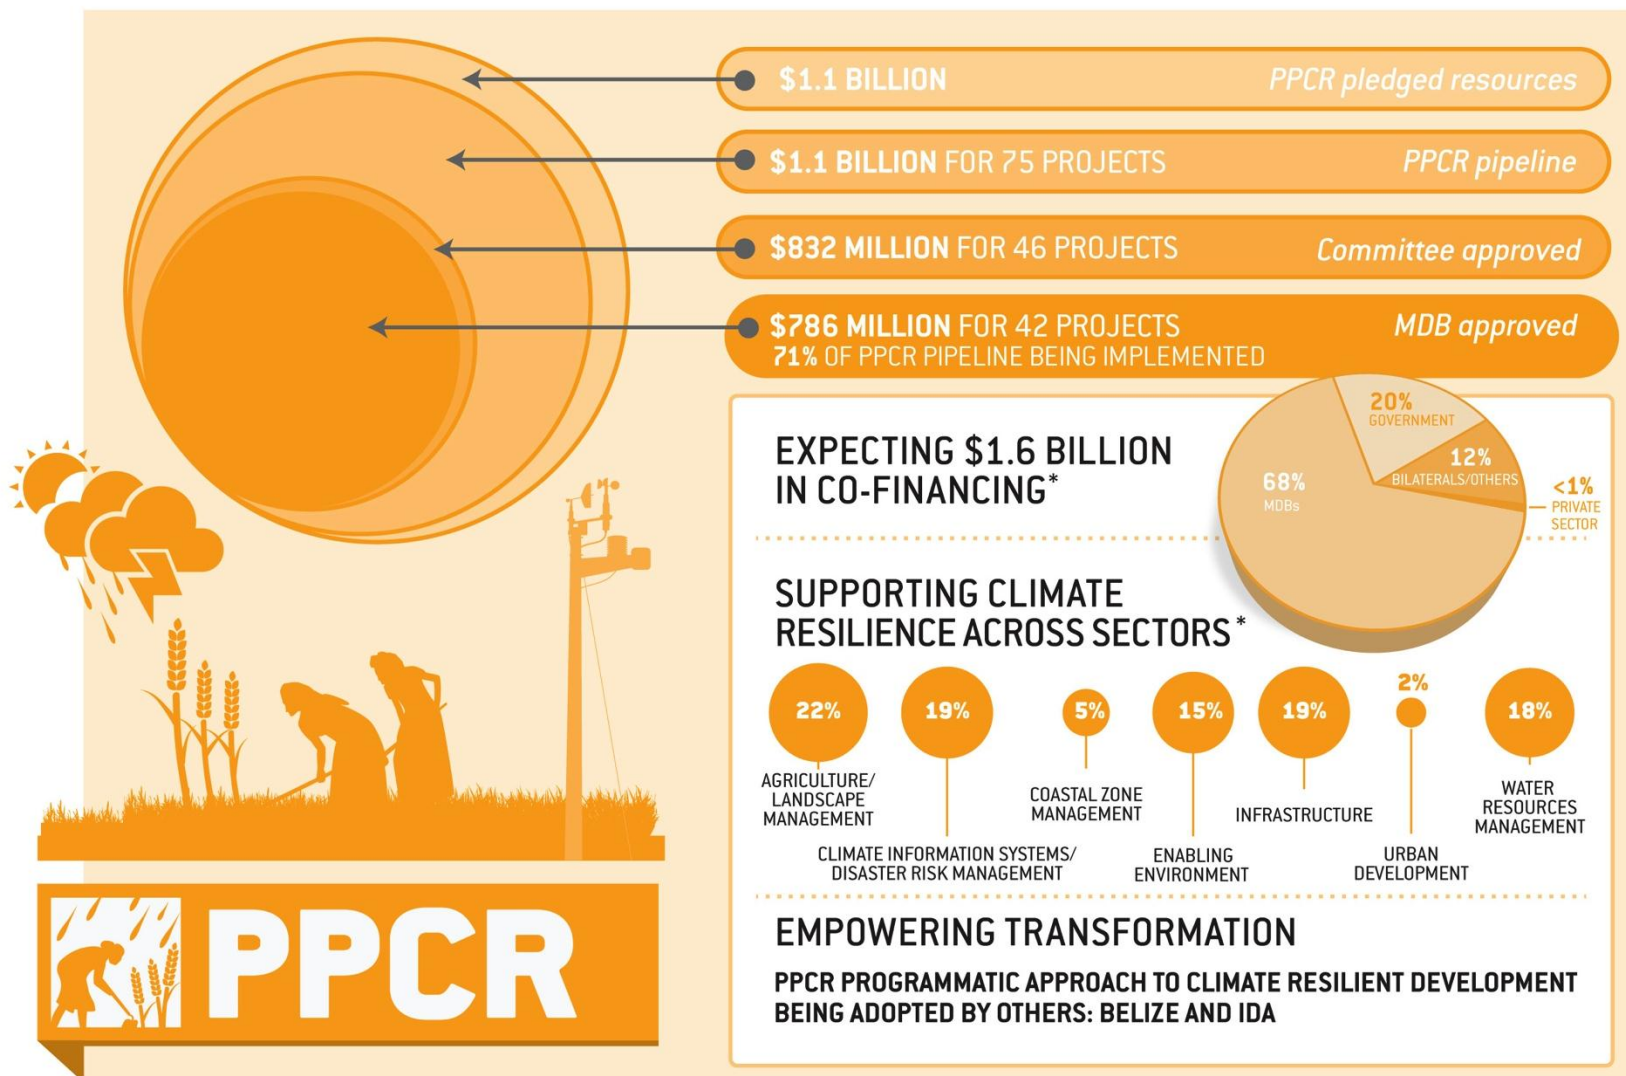 $1.1 BILLION PPCR pledged resources
$1.1 BILLION FOR 75 PROJECTS PPCR pipeline
$832 MILLION FOR 46 PROJECTS Committee approved
$786 MILLION FOR 42 PROJECTS MDB approved
71% OF PPCR PIPELINE BEING IMPLEMENTED
EXPECTING $1.6 BILLION
IN CO-FINANCING*
20%
GOVERNMENT
12%
BILATERALS/OTHERS
68%
MDBs
<1%
PRIVATE
SECTOR
SUPPORTING CLIMATE
RESILIENCE ACROSS SECTORS*
22%
AGRICULTURE/
LANDSCAPE
MANAGEMENT
19%
CLIMATE INFORMATION SYSTEMS/
DISASTER RISK MANAGEMENT
5%
COASTAL ZONE
MANAGEMENT
15%
ENABLING
ENVIRONMENT
19%
INFRASTRUCTURE
2%
URBAN
DEVELOPMENT
18%
WATER
RESOURCES
MANAGEMENT
EMPOWERING TRANSFORMATION
PPCR PROGRAMMATIC APPROACH TO CLIMATE RESILIENT DEVELOPMENT
BEING ADOPTED BY OTHERS: BELIZE AND IDA
PPCR